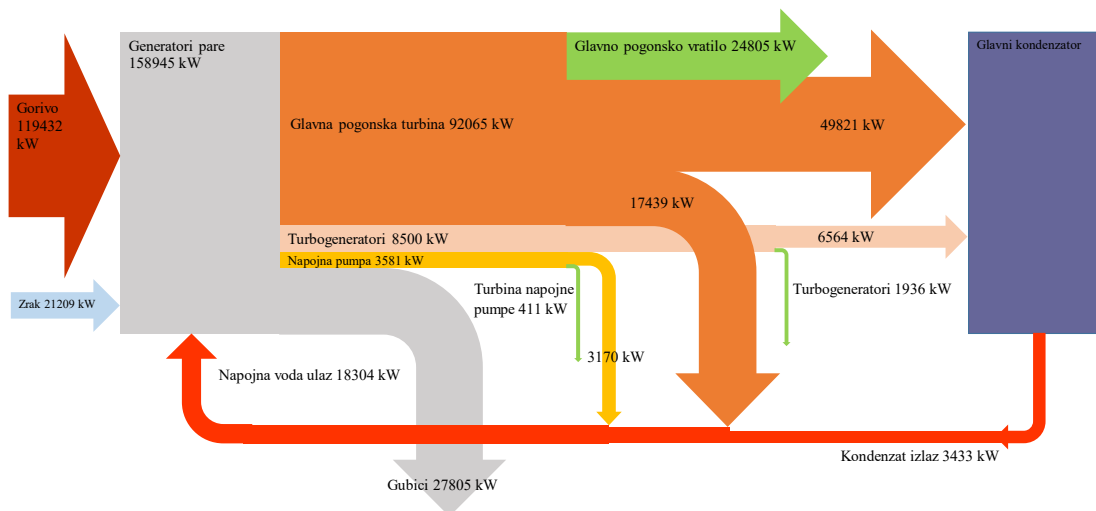 Generatori pare
158945 kW
Glavno pogonsko vratilo 24805 kW
Glavni kondenzator
Gorivo
119432
kW
Glavna pogonska turbina 92065 kW
49821 kW
17439 kW
Turbogeneratori 8500 kW
6564 kW
Napojna pumpa 3581 kW
Zrak 21209 kW
Turbina napojne
pumpe 411 kW
Turbogeneratori 1936 kW
3170 kW
Napojna voda ulaz 18304 kW
Kondenzat izlaz 3433 kW
Gubici 27805 kW